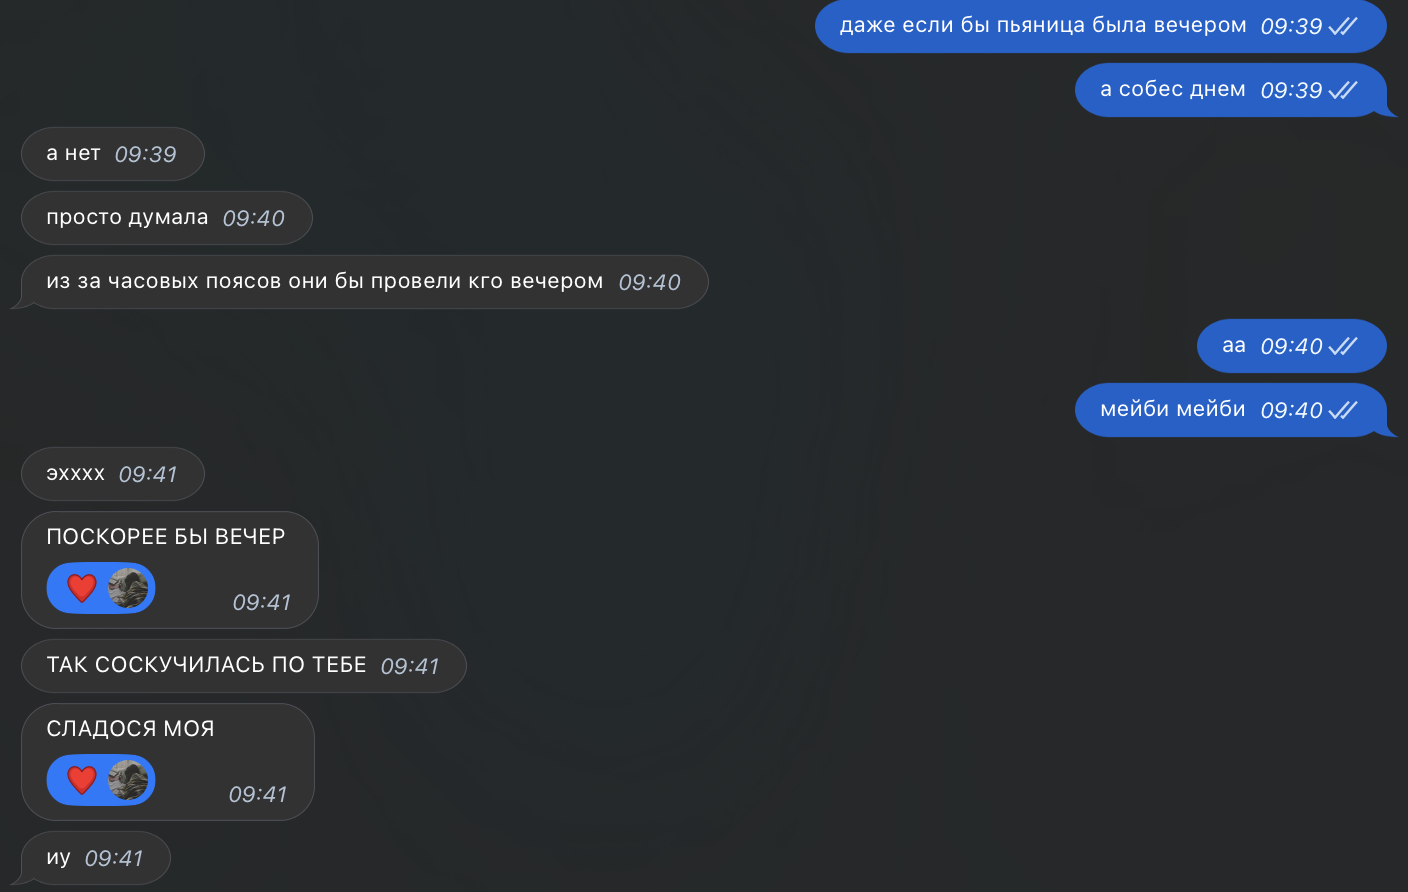 даже если бы пьяница была вечером 09:39
а собес днем 09:39
а нет 09:39
просто думала 09:40
из за часовых поясов они бы провели кго вечером 09:40
аа 09:40
мейби мейби 09:40
эхххх 09:41
ПОСКОРЕЕ БЫ ВЕЧЕР
09:41
ТАК СОСКУЧИЛАСЬ ПО ТЕБЕ 09:41
СЛАДОСЯ МОЯ
09:41
иу 09:41